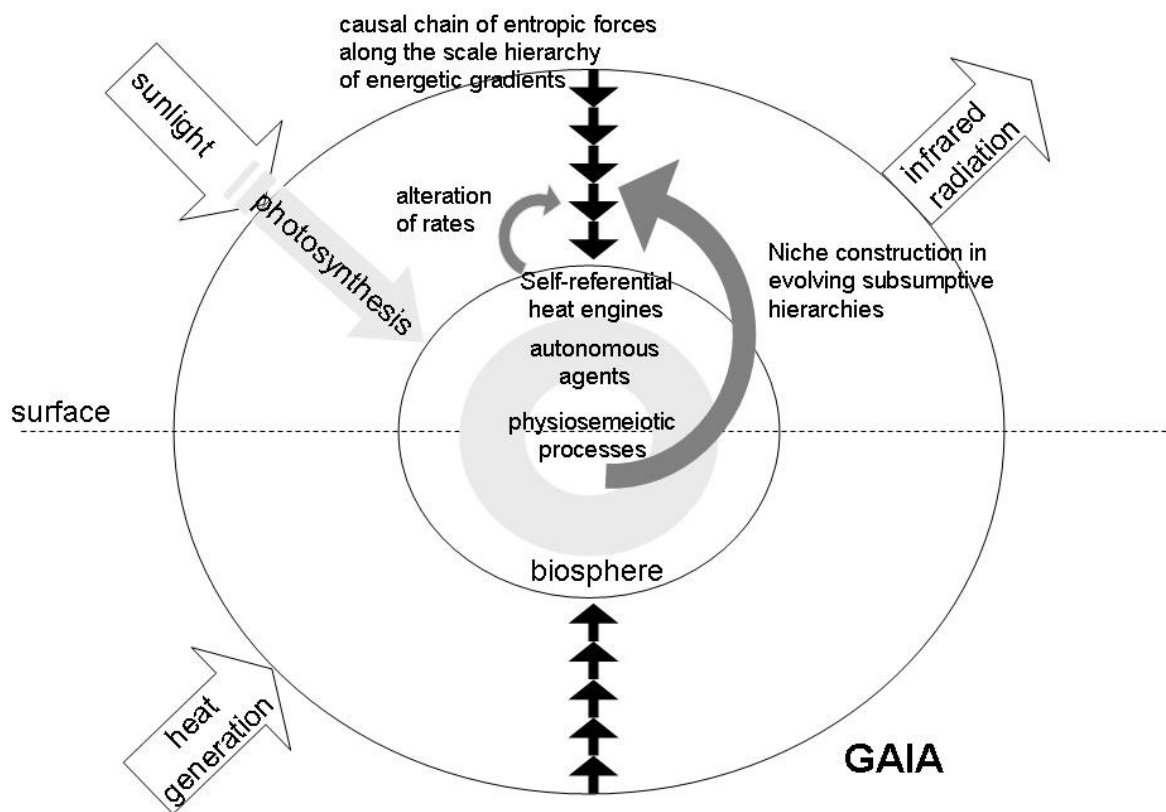 causal chain of entropic forces
along the scale hierarchy
of energetic gradients
sunlight
infrared
radiation
photosynthesis
alteration
of rates
Niche construction in
evolving subsumptive
hierarchies
Self-referential
heat engines
autonomous
agents
surface
physiosemeiotic
processes
biosphere
heat
generation
GAIA